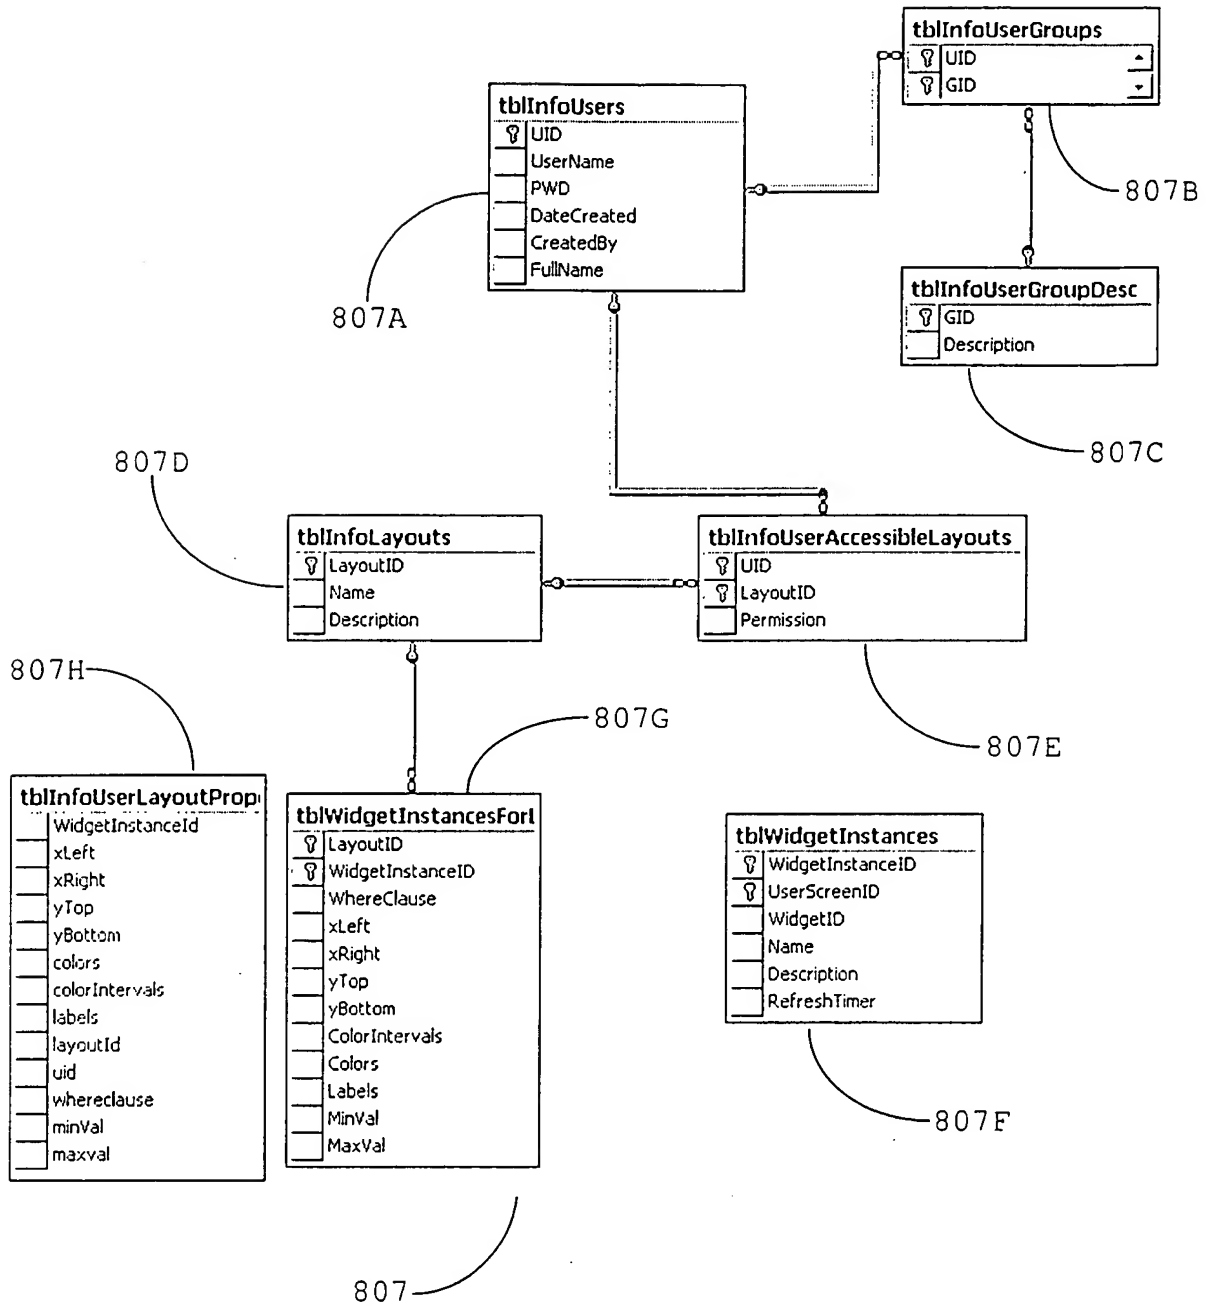 tblInfoUserGroups
UID
GID
807B
tblInfoUsers
UID
UserName
PWD
DateCreated
CreatedBy
FullName
807A
tblInfoUserGroupDesc
GID
Description
807C
807D
tblInfoLayouts
LayoutID
Name
Description
tblInfoUserAccessibleLayouts
UID
LayoutID
Permission
807E
807H
807G
tblInfoUserLayoutProp
WidgetInstanceId
xLeft
xRight
yTop
yBottom
colors
colorIntervals
labels
layoutId
uid
whereclause
minVal
maxval
tblWidgetInstancesForl
LayoutID
WidgetInstanceID
WhereClause
xLeft
xRight
yTop
yBottom
ColorIntervals
Colors
Labels
MinVal
MaxVal
tblWidgetInstances
WidgetInstanceID
UserScreenID
WidgetID
Name
Description
RefreshTimer
807F
807